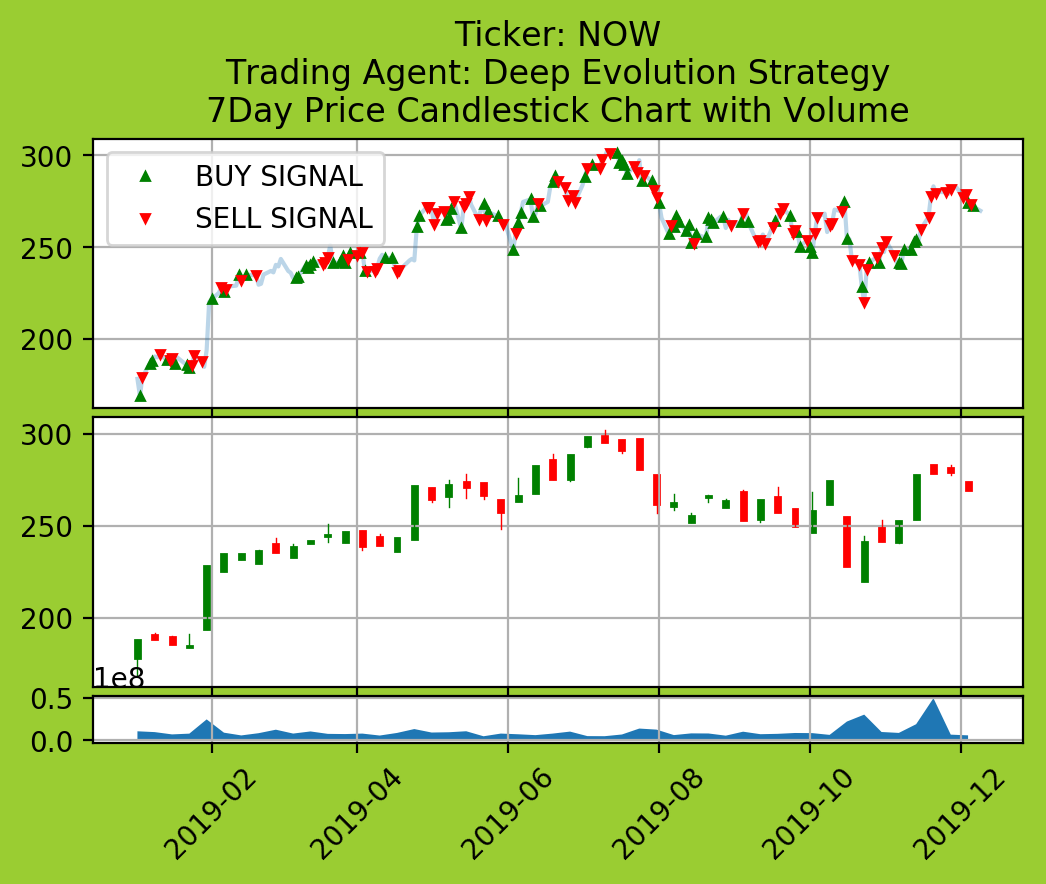 Ticker: NOW
Trading Agent: Deep Evolution Strategy
7Day Price Candlestick Chart with Volume
300
BUY SIGNAL
SELL SIGNAL
250
200
300
250
200
1e8
0.5
0.0
2019-02
2019-04
2019-06
2019-08
2019-10
2019-12